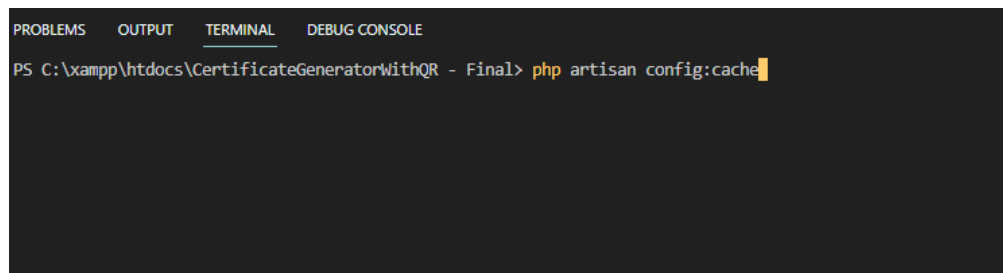 PROBLEMS OUTPUT TERMINAL DEBUG CONSOLE
PS C:\xampp\htdocs\CertificateGeneratorWithQR - Final> php artisan config:cache